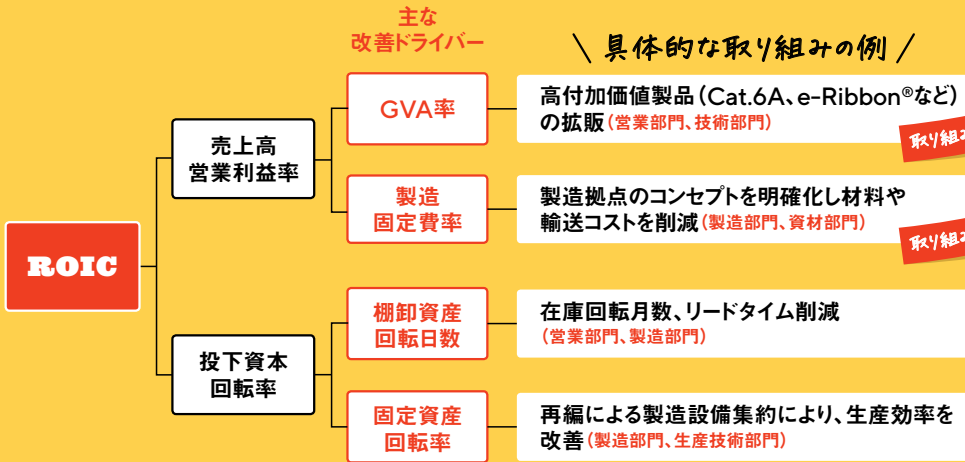 主な
改善ドライバー
\ 具体的な取り組みの例 /
ROIC
売上高
営業利益率
GVA率
高付加価値製品(Cat.6A、e-Ribbon®など)
の拡販(営業部門、技術部門)
取り組み
製造
固定費率
製造拠点のコンセプトを明確化し材料や
輸送コストを削減(製造部門、資材部門)
取り組み
投下資本
回転率
棚卸資産
回転日数
在庫回転月数、リードタイム削減
(営業部門、製造部門)
固定資産
回転率
再編による製造設備集約により、生産効率を
改善(製造部門、生産技術部門)